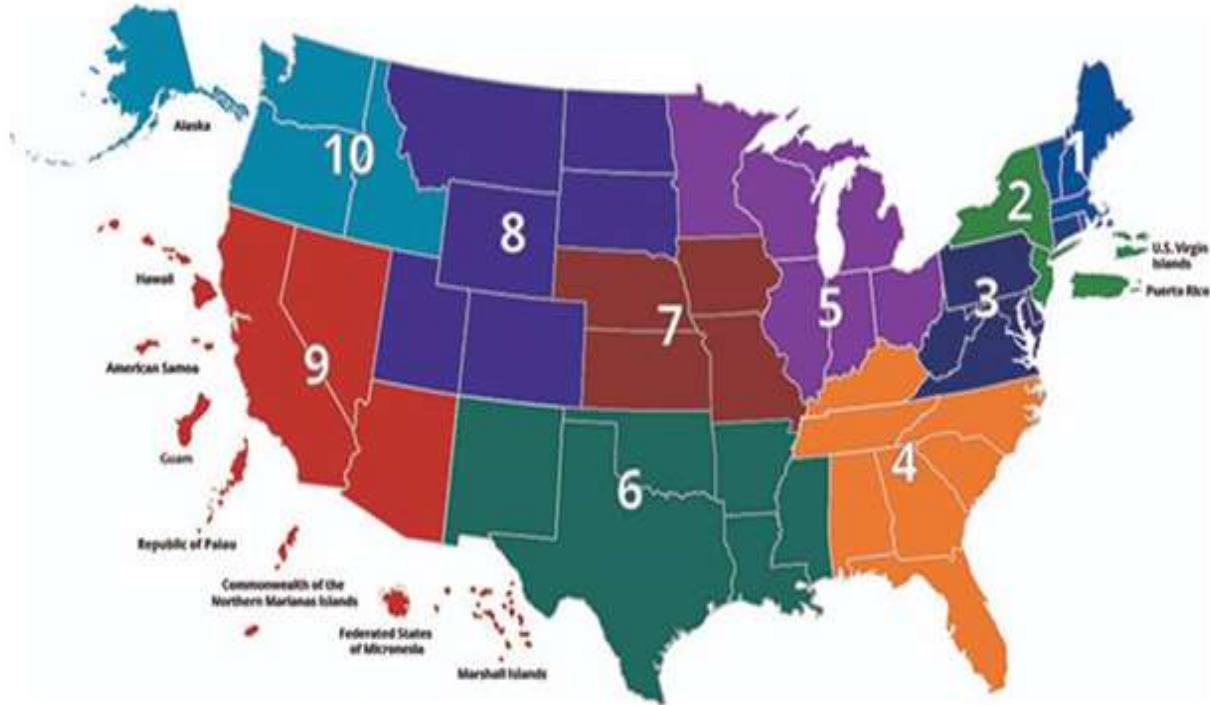 Alaska
10
8
1
2
U.S. Virgin
Islands
Puerto Rico
Hawaii
3
5
7
9
American Samoa
Guam
4
6
Republic of Palau
Commonwealth of the
Northern Marianas Islands
Federated States
of Micronesia
Marshall Islands